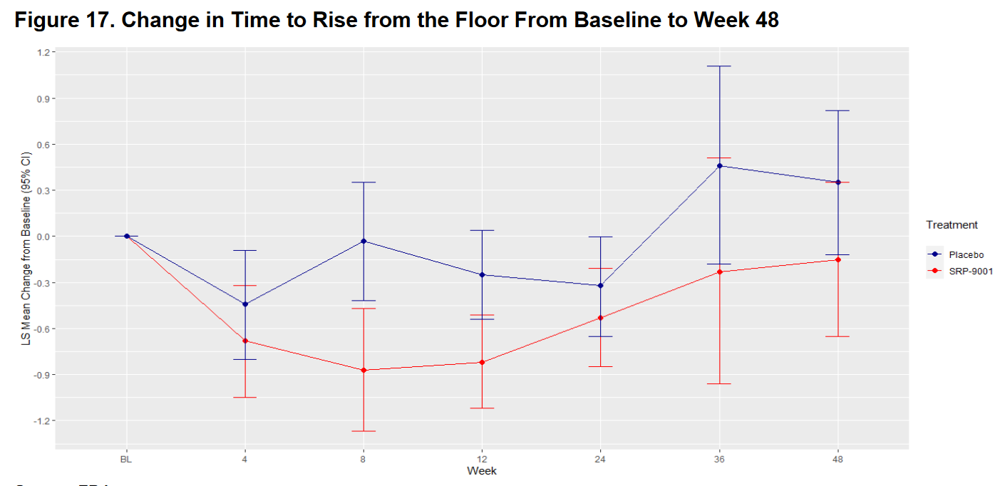 Figure 17. Change in Time to Rise from the Floor From Baseline to Week 48
LS Mean Change from Baseline (95% CI)
1.2
0.9
0.6
0.3
0.0
-0.3
-0.6
-0.9
-1.2
BL 4 8 12 24 36 48
Week
Treatment
Placebo
SRP-9001